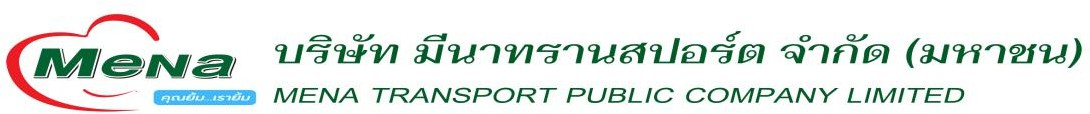 Mena
คุณยิ้ม...เรายิ้ม
บริษัท มีนาทรานสปอร์ต จำกัด (มหาชน)
MENA TRANSPORT PUBLIC COMPANY LIMITED